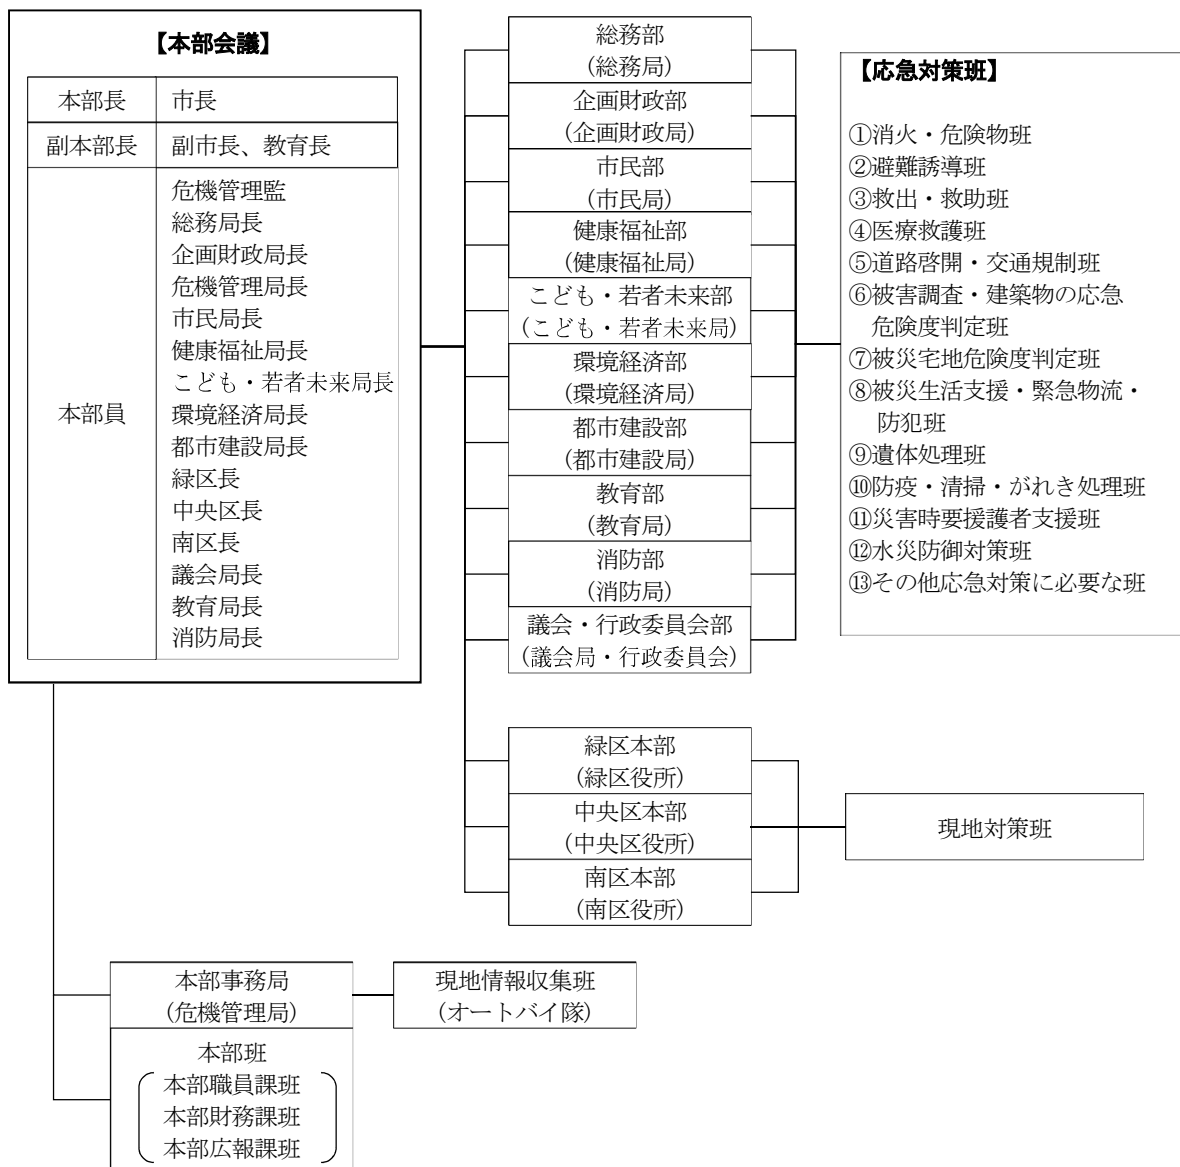 【本部会議】
本部長 市長
副本部長 副市長、教育長
本部員
危機管理監
総務局長
企画財政局長
危機管理局長
市民局長
健康福祉局長
こども・若者未来局長
環境経済局長
都市建設局長
緑区長
中央区長
南区長
議会局長
教育局長
消防局長
総務部
(総務局)
企画財政部
(企画財政局)
市民部
(市民局)
健康福祉部
(健康福祉局)
こども・若者未来部
(こども・若者未来局)
環境経済部
(環境経済局)
都市建設部
(都市建設局)
教育部
(教育局)
消防部
(消防局)
議会・行政委員会部
(議会局・行政委員会)
【応急対策班】
①消火・危険物班
②避難誘導班
③救出・救助班
④医療救護班
⑤道路啓開・交通規制班
⑥被害調査・建築物の応急
危険度判定班
⑦被災宅地危険度判定班
⑧被災生活支援・緊急物流・
防犯班
⑨遺体処理班
⑩防疫・清掃・がれき処理班
⑪災害時要援護者支援班
⑫水災防御対策班
⑬その他応急対策に必要な班
緑区本部
(緑区役所)
中央区本部
(中央区役所)
南区本部
(南区役所)
現地対策班
本部事務局
(危機管理局)
現地情報収集班
(オートバイ隊)
本部班
本部職員課班
本部財務課班
本部広報課班